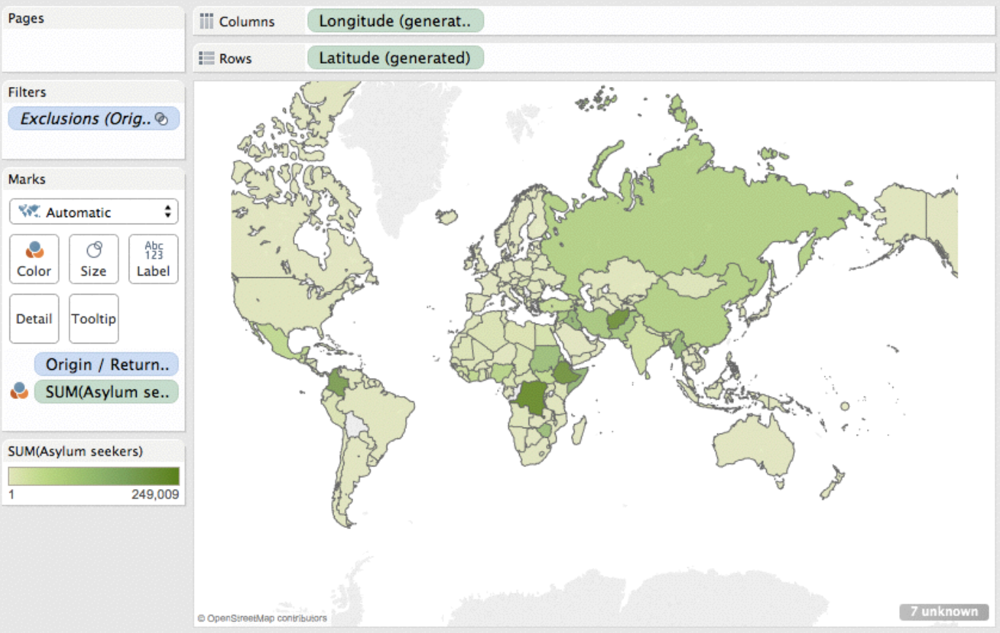 Pages
Columns
Longitude (generat..
Rows
Latitude (generated)
Filters
Exclusions (Orig..
Marks
Automatic
Color
Size
Abc
123
Label
Detail
Tooltip
Origin / Return..
SUM(Asylum se..
SUM(Asylum seekers)
1
249,009
© OpenStreetMap contributors
7 unknown